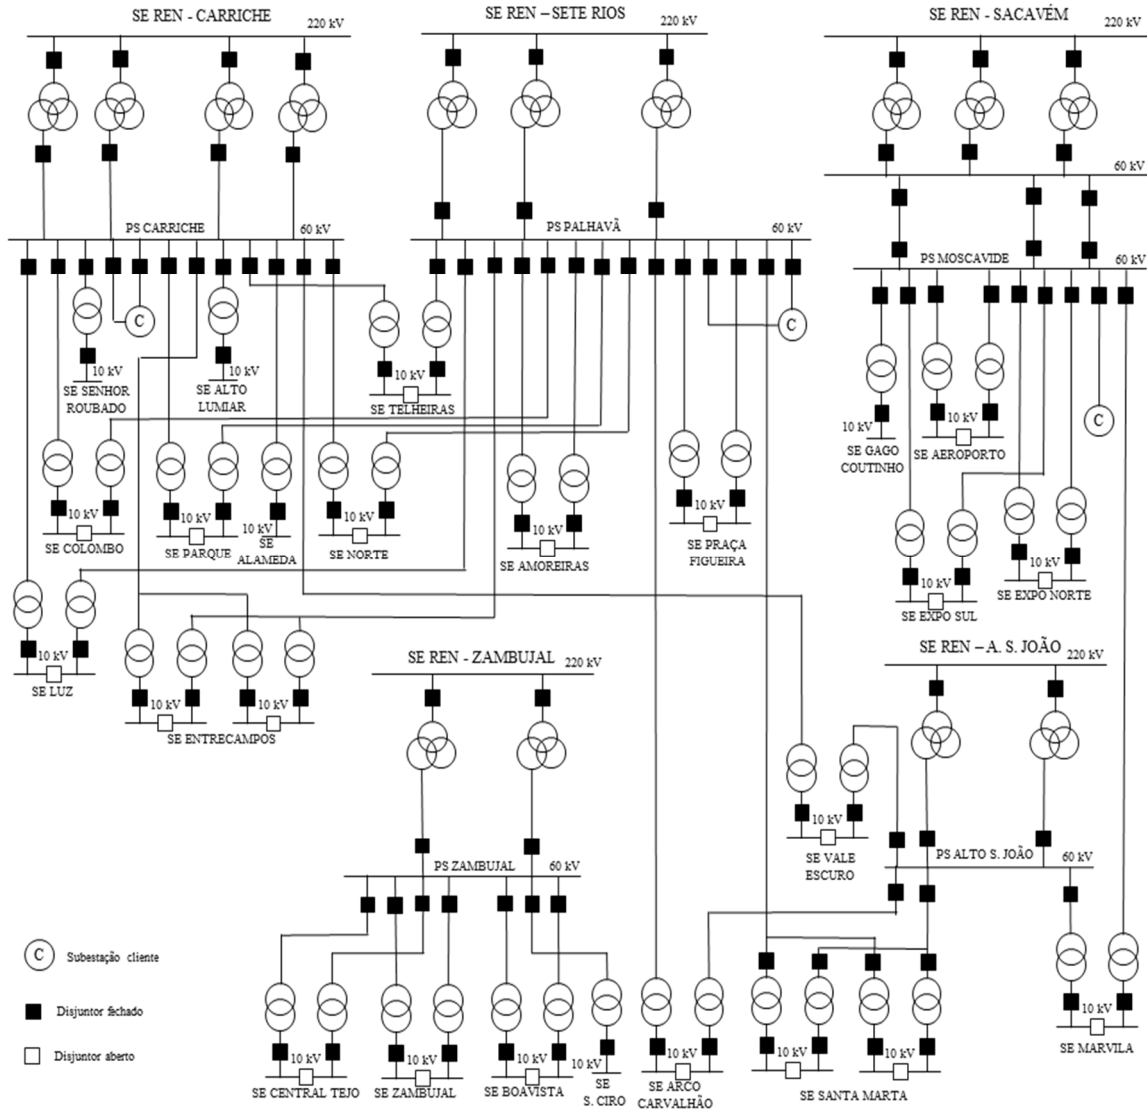 SE REN - CARRICHE
220 kV
SE REN – SETE RIOS
220 kV
SE REN - SACAVÉM
220 kV
60 kV
PS CARRICHE
60 kV
PS PALHAVÃ
60 kV
PS MOSCAVIDE
60 kV
C
C
C
10 kV
SE SENHOR
ROUBADO
10 kV
SE ALTO
LUMIAR
10 kV
SE TELHEIRAS
10 kV
SE GAGO
COUTINHO
10 kV
SE AEROPORTO
10 kV
SE COLOMBO
10 kV
SE PARQUE
10 kV
SE
ALAMEDA
10 kV
SE NORTE
10 kV
SE AMOREIRAS
10 kV
SE PRAÇA
FIGUEIRA
10 kV
SE EXPO SUL
10 kV
SE EXPO NORTE
10 kV
SE LUZ
10 kV
10 kV
SE ENTRECAMPOS
SE REN - ZAMBUJAL
220 kV
SE REN – A. S. JOÃO
220 kV
10 kV
SE VALE
ESCURO
PS ZAMBUJAL
60 kV
PS ALTO S. JOÃO
60 kV
C
Subestação cliente
Disjuntor fechado
Disjuntor aberto
10 kV
SE CENTRAL TEJO
10 kV
SE ZAMBUJAL
10 kV
SE BOAVISTA
10 kV
SE
S. CIRO
10 kV
SE ARCO
CARVALHÃO
10 kV
10 kV
SE SANTA MARTA
10 kV
SE MARVILA